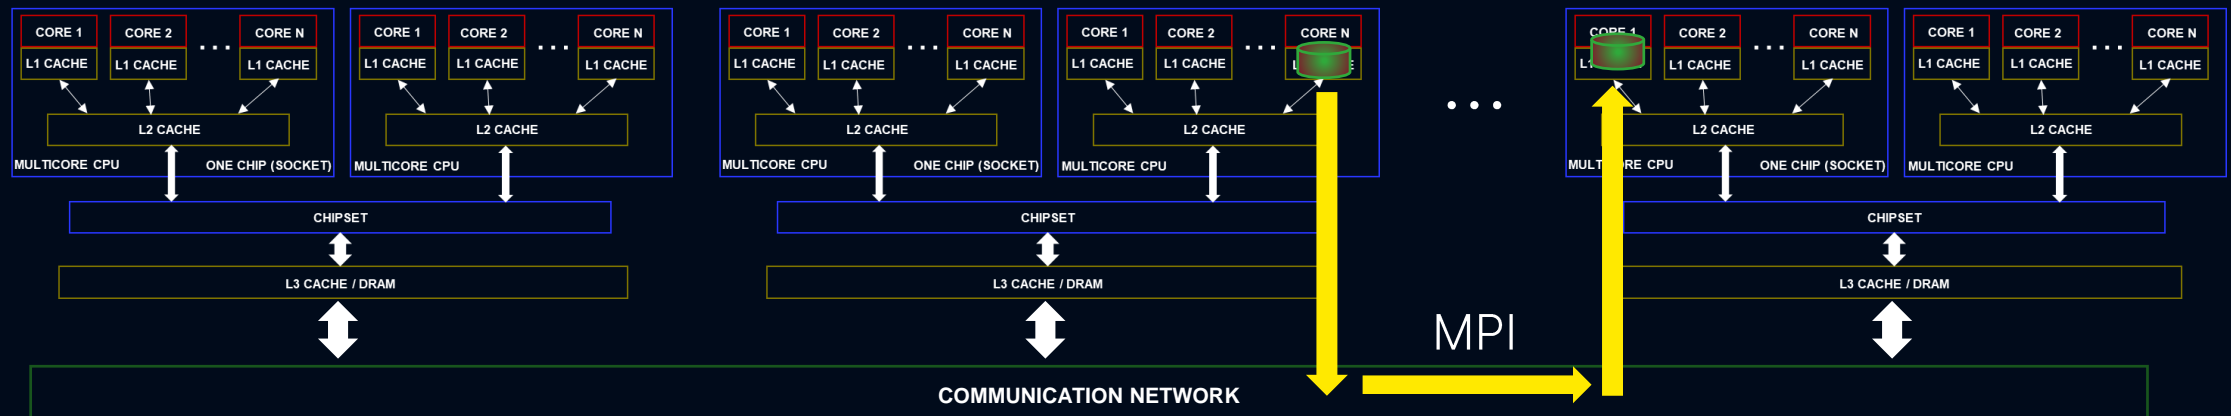 CORE 1 CORE 2 ... CORE N CORE 1 CORE 2 ... CORE N CORE 1 CORE 2 ... CORE N CORE 1 CORE 2 ... CORE N CORE 1 CORE 2 ... CORE N CORE 1 CORE 2 ... CORE N
L1 CACHE L1 CACHE L1 CACHE L1 CACHE L1 CACHE L1 CACHE L1 CACHE L1 CACHE L1 CACHE L1 CACHE L1 CACHE L1 CACHE L1 CACHE L1 CACHE L1 CACHE L1 CACHE
...
L2 CACHE L2 CACHE L2 CACHE L2 CACHE L2 CACHE L2 CACHE
MULTICORE CPU ONE CHIP (SOCKET) MULTICORE CPU MULTICORE CPU ONE CHIP (SOCKET) MULTICORE CPU MULTICORE CPU ONE CHIP (SOCKET) MULTICORE CPU
CHIPSET CHIPSET CHIPSET
L3 CACHE / DRAM L3 CACHE / DRAM L3 CACHE / DRAM
MPI
COMMUNICATION NETWORK